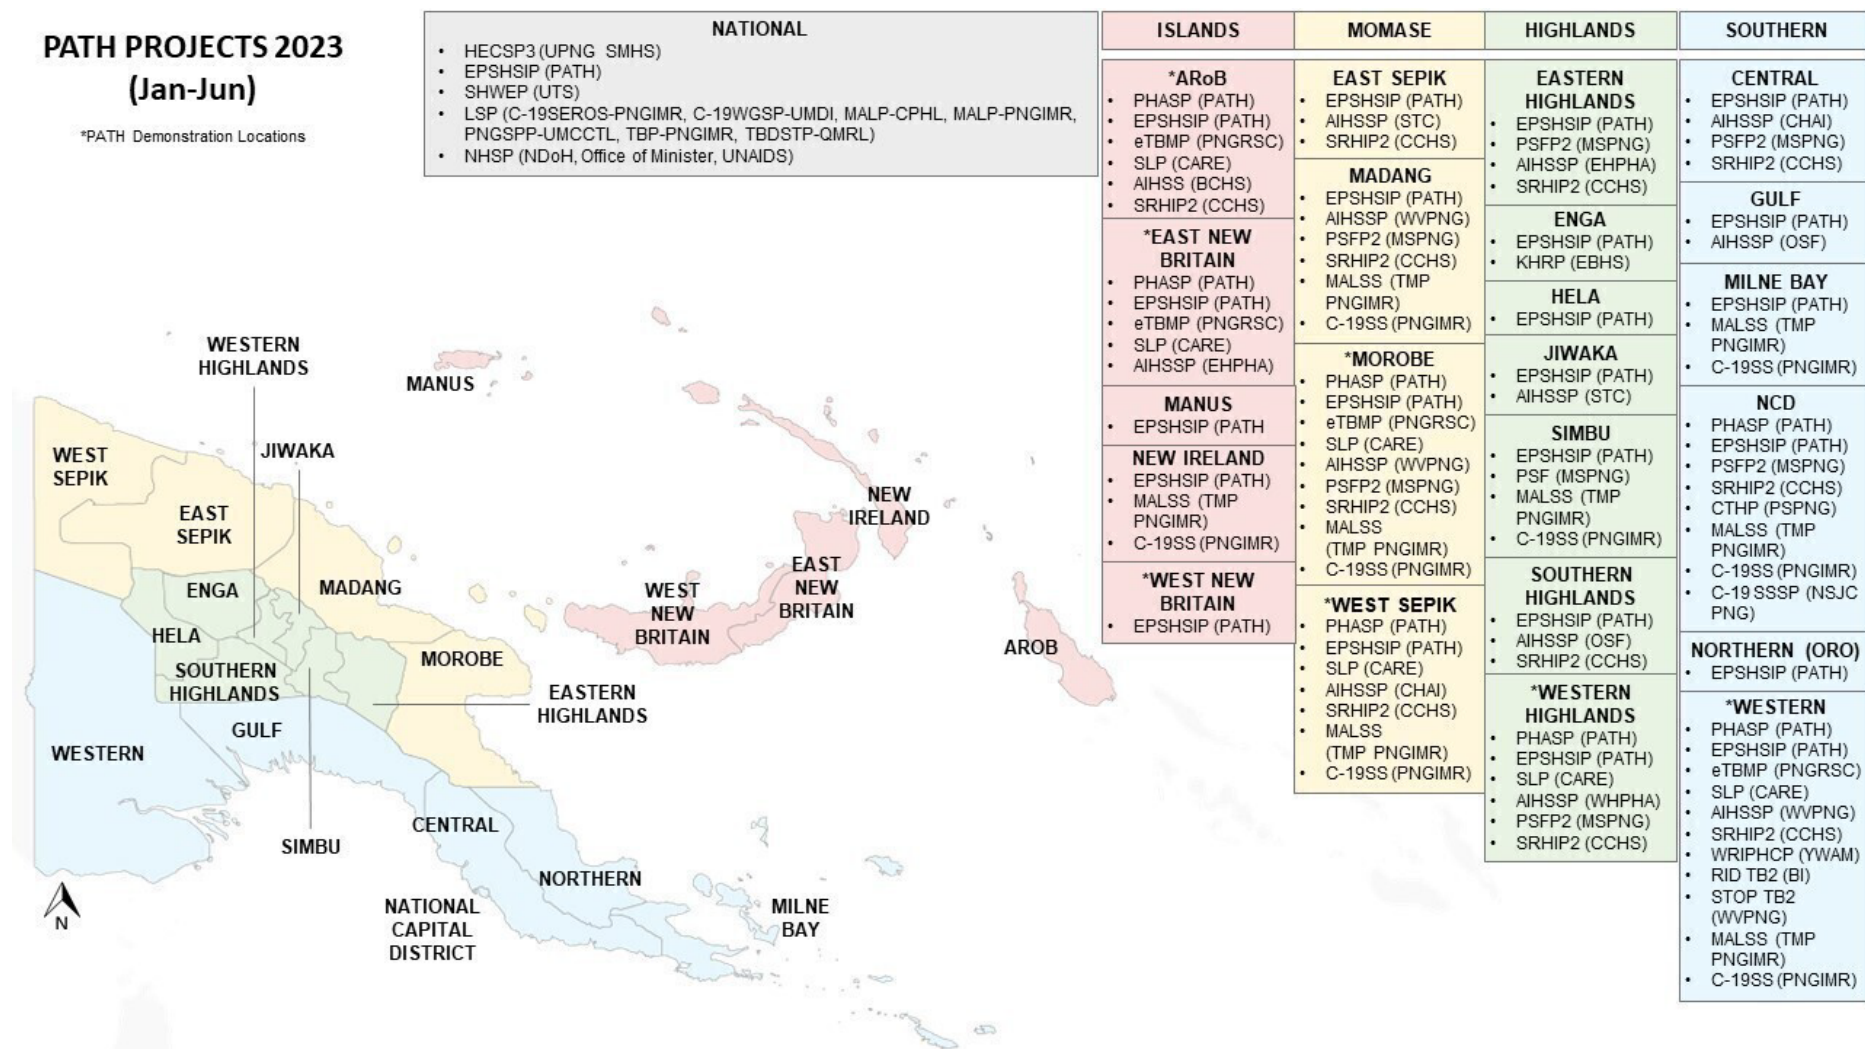 PATH PROJECTS 2023
(Jan-Jun)
*PATH Demonstration Locations
NATIONAL
• HECSP3 (UPNG SMHS)
• EPSHSIP (PATH)
• SHWEP (UTS)
• LSP (C-19SEROS-PNGIMR, C-19WGSP-UMDI, MALP-CPHL, MALP-PNGIMR,
PNGSPP-UMCCTL, TBP-PNGIMR, TBDSTP-QMRL)
• NHSP (NDoH, Office of Minister, UNAIDS)
ISLANDS
*ARoB
• PHASP (PATH)
• EPSHSIP (PATH)
• eTBMP (PNGRSC)
• SLP (CARE)
• AIHSS (BCHS)
• SRHIP2 (CCHS)
*EAST NEW
BRITAIN
• PHASP (PATH)
• EPSHSIP (PATH)
• eTBMP (PNGRSC)
• SLP (CARE)
• AIHSSP (EHPHA)
MANUS
• EPSHSIP (PATH
NEW IRELAND
• EPSHSIP (PATH)
• MALSS (TMP
PNGIMR)
• C-19SS (PNGIMR)
*WEST NEW
BRITAIN
• EPSHSIP (PATH)
MOMASE
EAST SEPIK
• EPSHSIP (PATH)
• AIHSSP (STC)
• SRHIP2 (CCHS)
MADANG
• EPSHSIP (PATH)
• AIHSSP (WVPNG)
• PSFP2 (MSPNG)
• SRHIP2 (CCHS)
• MALSS (TMP
PNGIMR)
• C-19SS (PNGIMR)
*MOROBE
• PHASP (PATH)
• EPSHSIP (PATH)
• eTBMP (PNGRSC)
• SLP (CARE)
• AIHSSP (WVPNG)
• PSFP2 (MSPNG)
• SRHIP2 (CCHS)
• MALSS
(TMP PNGIMR)
• C-19SS (PNGIMR)
*WEST SEPIK
• PHASP (PATH)
• EPSHSIP (PATH)
• SLP (CARE)
• AIHSSP (CHAI)
• SRHIP2 (CCHS)
• MALSS
(TMP PNGIMR)
• C-19SS (PNGIMR)
HIGHLANDS
EASTERN
HIGHLANDS
• EPSHSIP (PATH)
• PSFP2 (MSPNG)
• AIHSSP (EHPHA)
• SRHIP2 (CCHS)
ENGA
• EPSHSIP (PATH)
• KHRP (EBHS)
HELA
• EPSHSIP (PATH)
JIWAKA
• EPSHSIP (PATH)
• AIHSSP (STC)
SIMBU
• EPSHSIP (PATH)
• PSF (MSPNG)
• MALSS (TMP
PNGIMR)
• C-19SS (PNGIMR)
SOUTHERN
HIGHLANDS
• EPSHSIP (PATH)
• AIHSSP (OSF)
• SRHIP2 (CCHS)
*WESTERN
HIGHLANDS
• PHASP (PATH)
• EPSHSIP (PATH)
• SLP (CARE)
• AIHSSP (WHPHA)
• PSFP2 (MSPNG)
• SRHIP2 (CCHS)
SOUTHERN
CENTRAL
• EPSHSIP (PATH)
• AIHSSP (CHAI)
• PSFP2 (MSPNG)
• SRHIP2 (CCHS)
GULF
• EPSHSIP (PATH)
• AIHSSP (OSF)
MILNE BAY
• EPSHSIP (PATH)
• MALSS (TMP
PNGIMR)
• C-19SS (PNGIMR)
NCD
• PHASP (PATH)
• EPSHSIP (PATH)
• PSFP2 (MSPNG)
• SRHIP2 (CCHS)
• CTHP (PSPNG)
• MALSS (TMP
PNGIMR)
• C-19SS (PNGIMR)
• C-19 SSSP (NSJC
PNG)
NORTHERN (ORO)
• EPSHSIP (PATH)
*WESTERN
• PHASP (PATH)
• EPSHSIP (PATH)
• eTBMP (PNGRSC)
• SLP (CARE)
• AIHSSP (WVPNG)
• SRHIP2 (CCHS)
• WRIPHCP (YWAM)
• RID TB2 (BI)
• STOP TB2
(WVPNG)
• MALSS (TMP
PNGIMR)
• C-19SS (PNGIMR)
WESTERN
HIGHLANDS
MANUS
JIWAKA
WEST
SEPIK
EAST
SEPIK
NEW
IRELAND
ENGA
MADANG
WEST
NEW
BRITAIN
EAST
NEW
BRITAIN
HELA
SOUTHERN
HIGHLANDS
MOROBE
AROB
EASTERN
HIGHLANDS
GULF
WESTERN
SIMBU
CENTRAL
NORTHERN
NATIONAL
CAPITAL
DISTRICT
MILNE
BAY
N